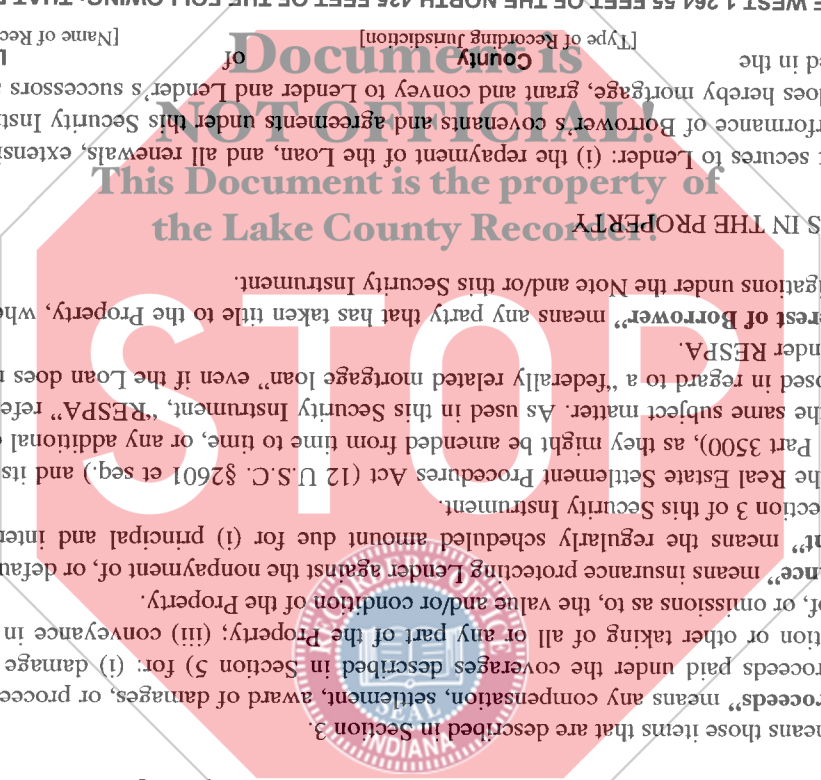 means those items that are described in Section 3.
roceeds” means any compensation, settlement, award of damages, or proceed
roceeds paid under the coverages described in Section 5) for: (i) damage
tion or other taking of all or any part of the Property; (iii) conveyance in
of, or omissions as to, the value and/or condition of the Property.
nce” means insurance protecting Lender against the nonpayment of, or defau
nt” means the regularly scheduled amount due for (i) principal and inter
ection 3 of this Security Instrument.
he Real Estate Settlement Procedures Act (12 U.S.C. §2601 et seq.) and its
Part 3500), as they might be amended from time to time, or any additional
he same subject matter. As used in this Security Instrument, “RESPA” refe
osed in regard to a “federally related mortgage loan” even if the Loan does n
nder RESPA.
erest of Borrower” means any party that has taken title to the Property, whe
igations under the Note and/or this Security Instrument.
S IN THE PROPERTY
t secures to Lender: (i) the repayment of the Loan, and all renewals, extensi
rformance of Borrower's covenants and agreements under this Security Inst
does hereby mortgage, grant and convey to Lender and Lender's successors
ed in the County of L
[Type of Recording Jurisdiction] [Name of Rec
E WEST 1,264.55 FEET OF THE NORTH 425 FEET OF THE FOLLOWING: THAT
Document is
NOT OFFICIAL!
This Document is the property of
the Lake County Recorder!
STOP
RECORDER'S OFFICE
SEAL
INDIANA